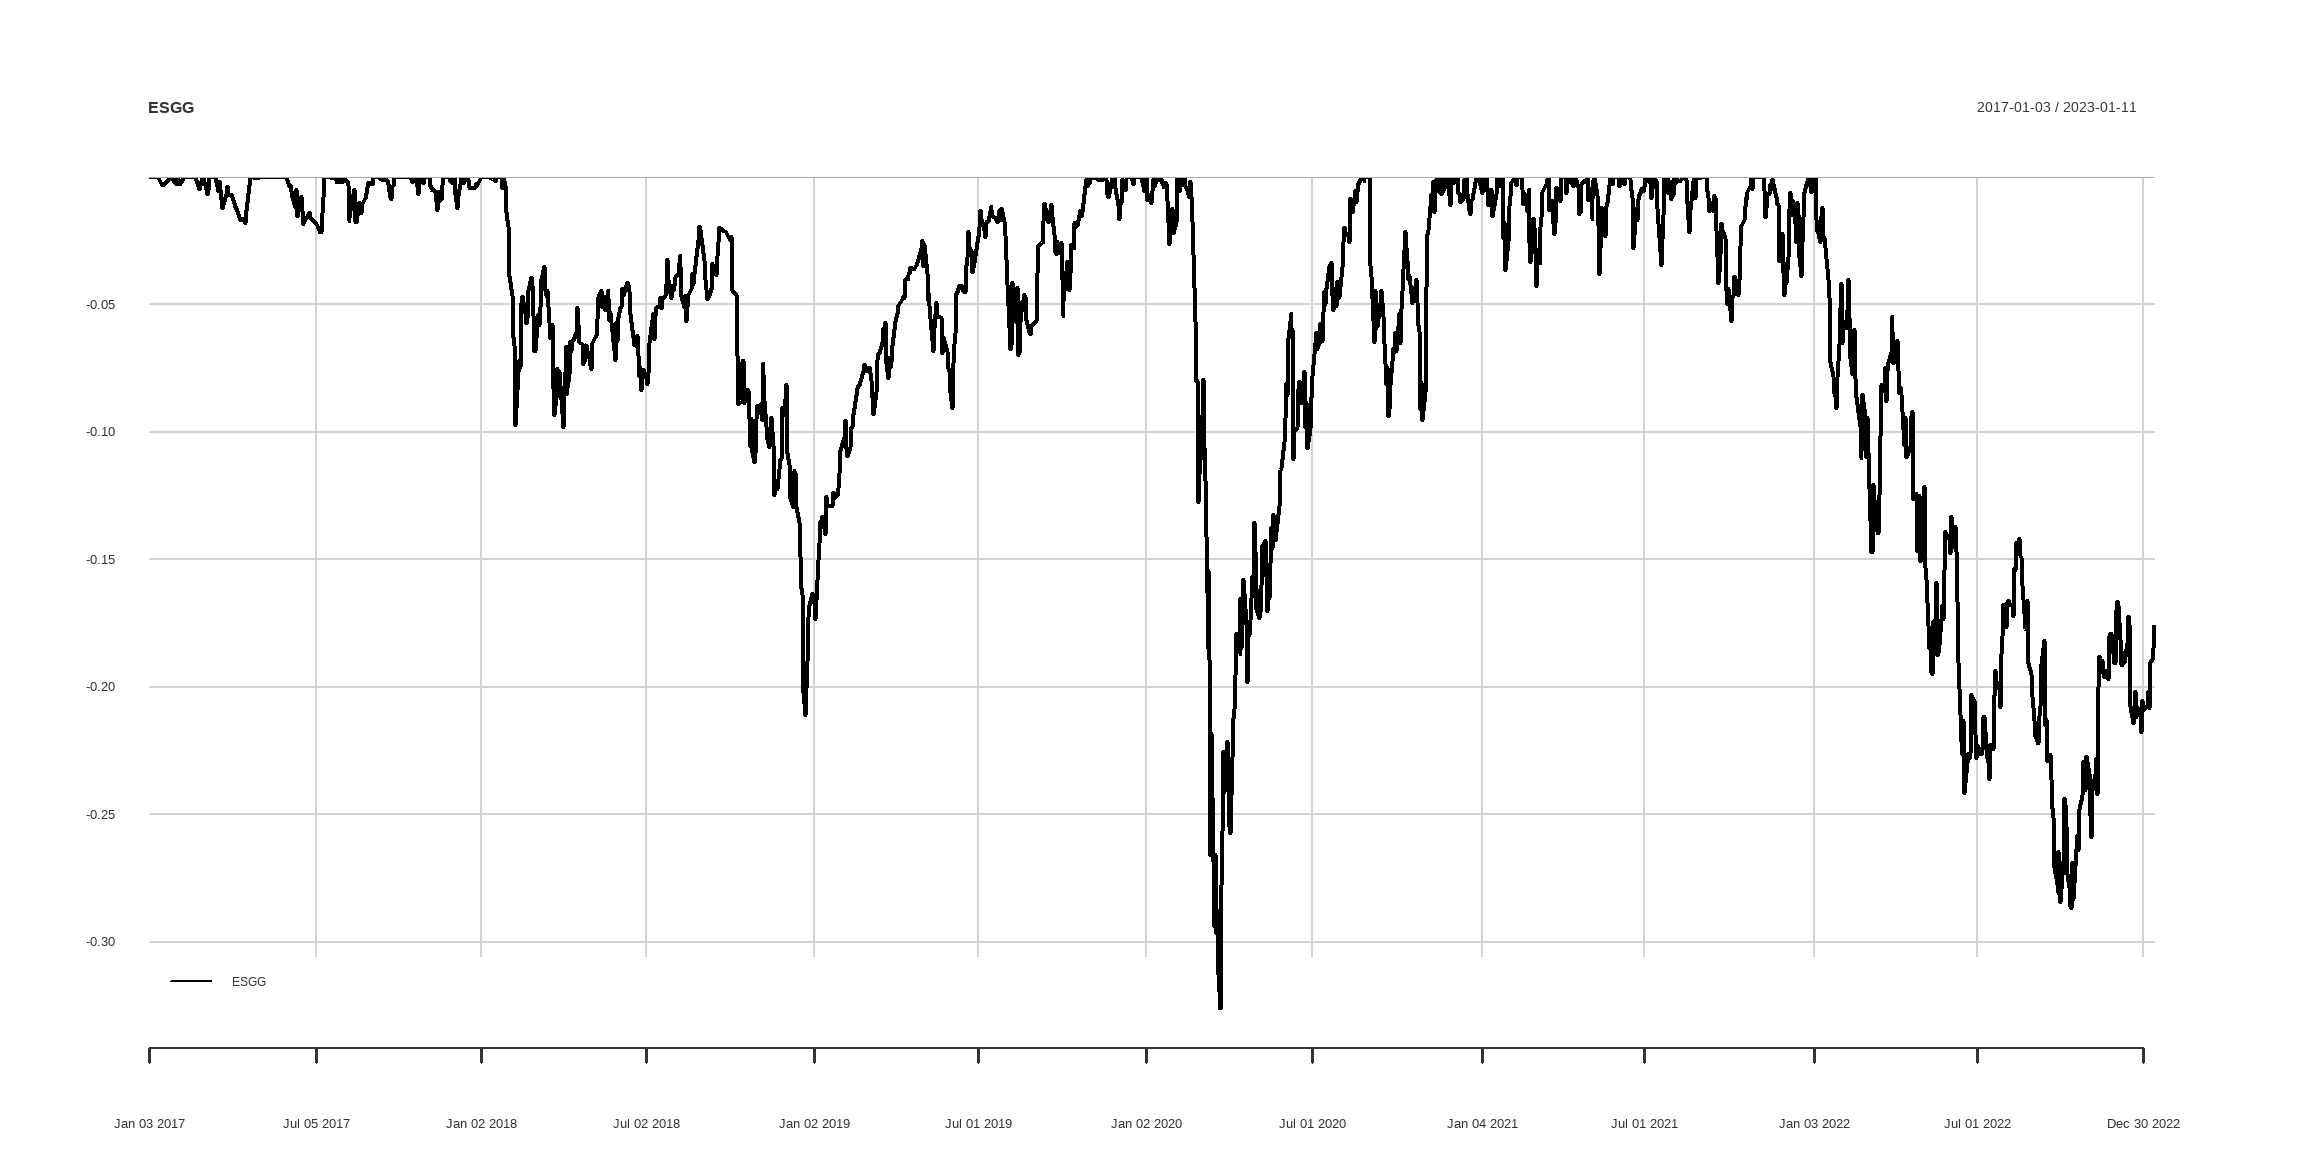 ESGG
2017-01-03 / 2023-01-11
-0.05
-0.10
-0.15
-0.20
-0.25
-0.30
ESGG
Jan 03 2017
Jul 05 2017
Jan 02 2018
Jul 02 2018
Jan 02 2019
Jul 01 2019
Jan 02 2020
Jul 01 2020
Jan 04 2021
Jul 01 2021
Jan 03 2022
Jul 01 2022
Dec 30 2022